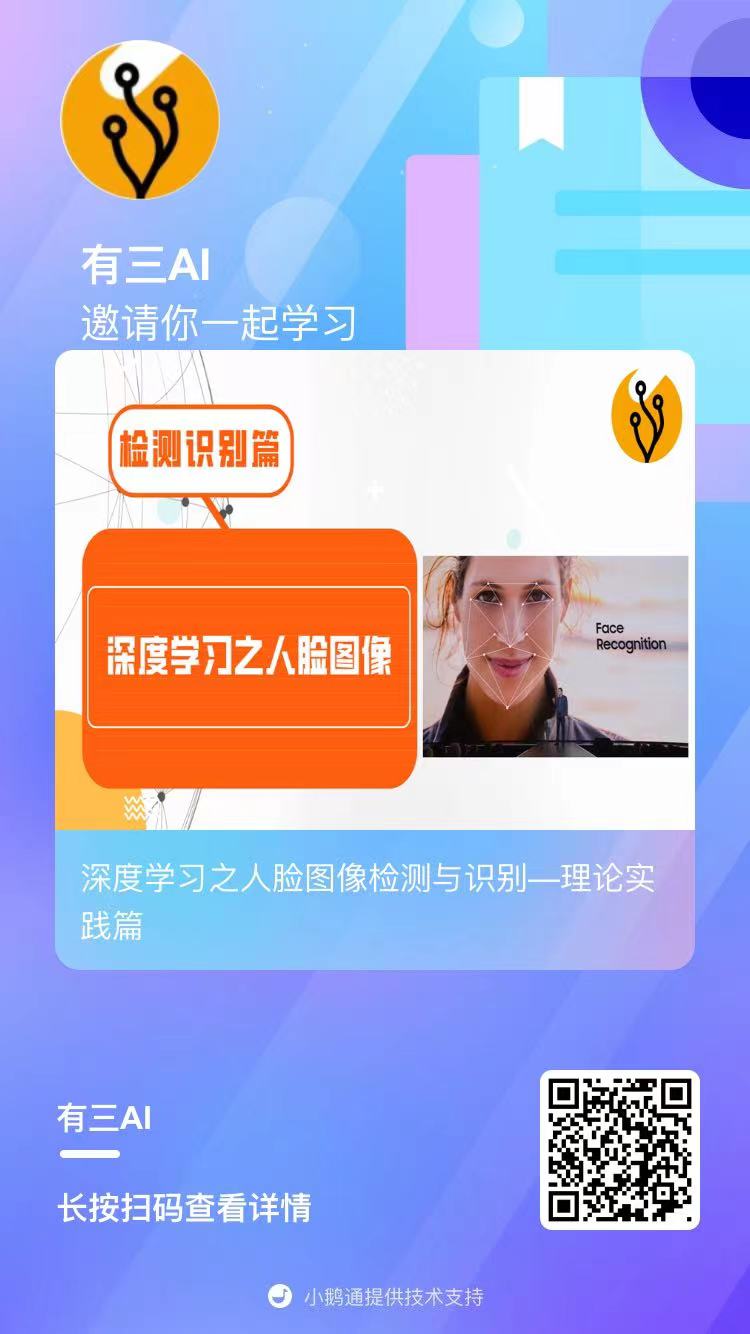 有三AI
邀请你一起学习
检测识别篇
深度学习之人脸图像
Face
Recognition
深度学习之人脸图像检测与识别—理论实
践篇
有三AI
长按扫码查看详情
小鹅通提供技术支持